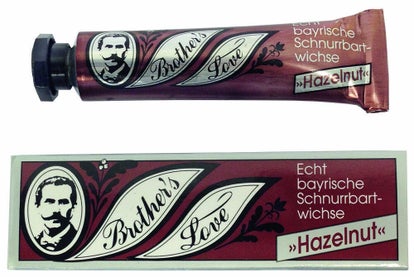 Brother's
Love
Echt
bayrische
Schnurrbart-
wichse
»Hazelnut«
Brother's
Love
Echt
bayrische
Schnurrbart-
wichse
»Hazelnut«